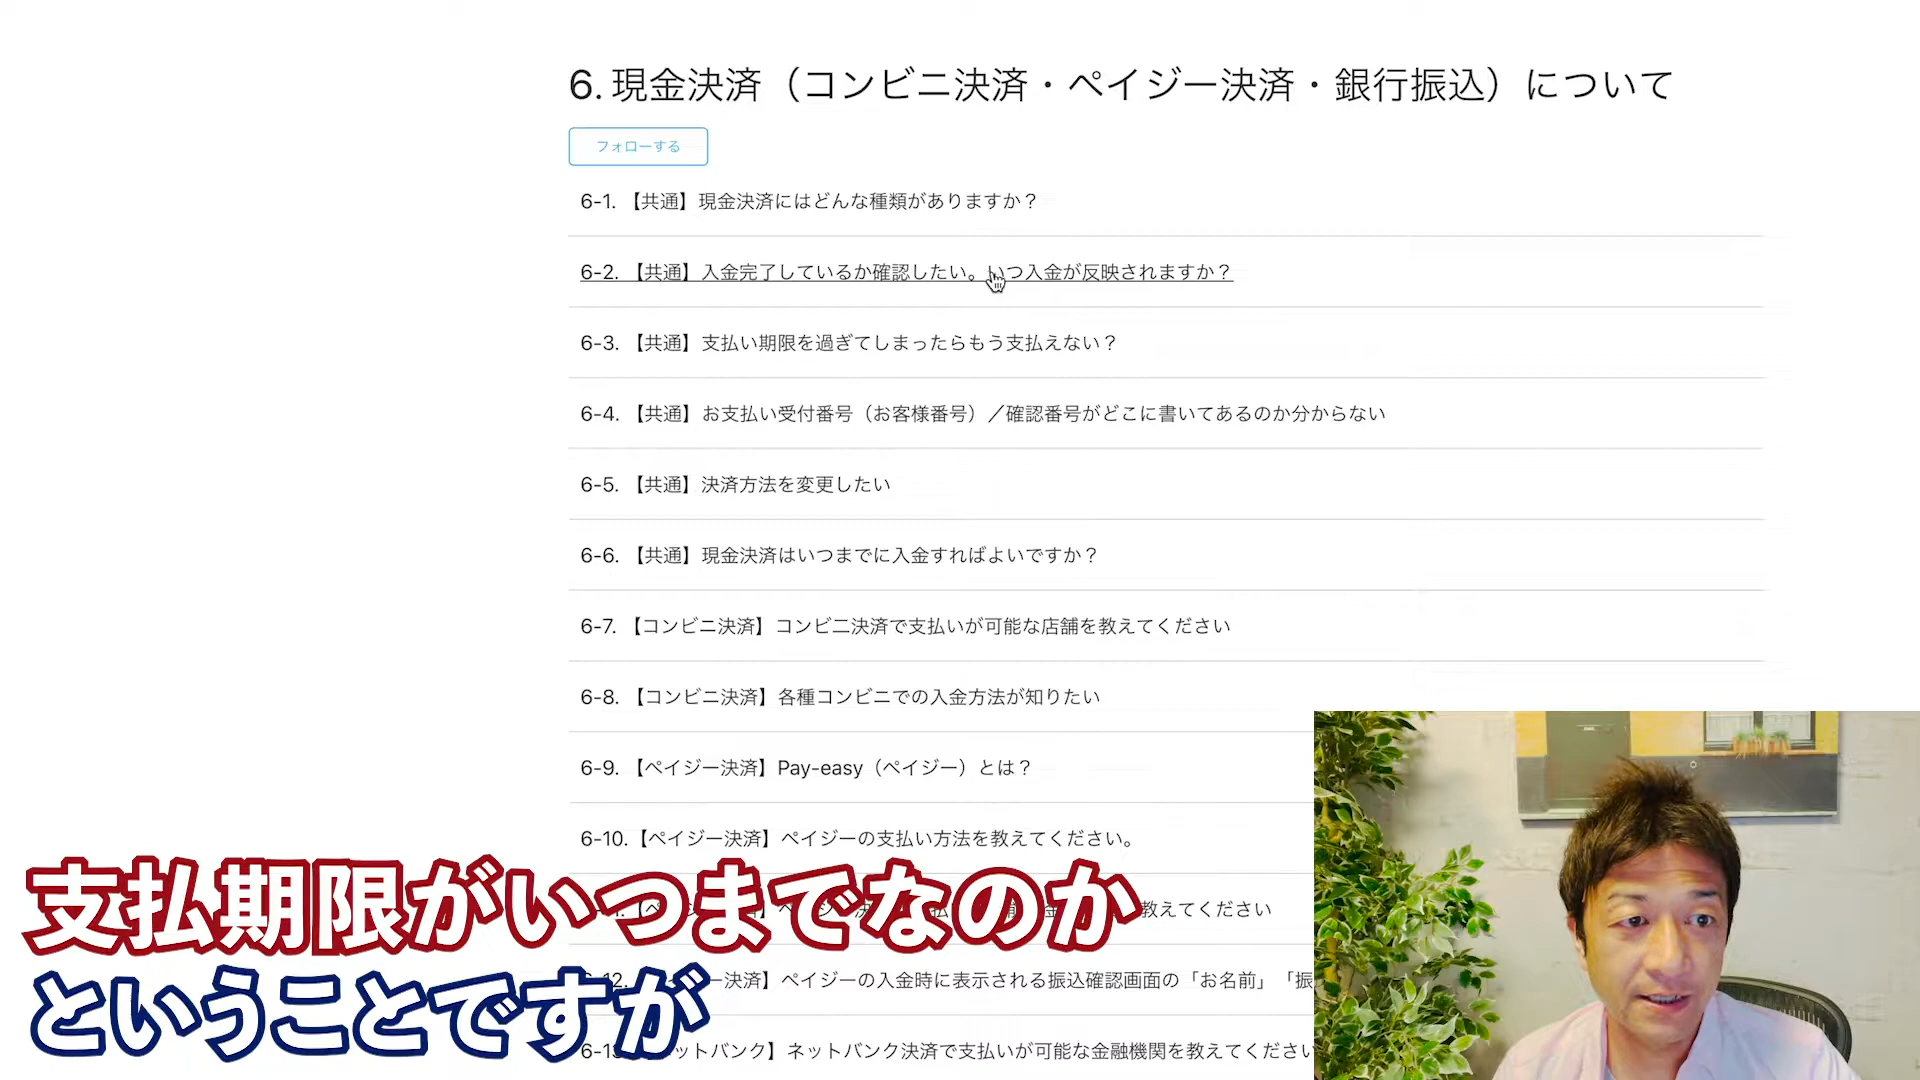 6. 現金決済（コンビニ決済・ペイジー決済・銀行振込）について
フォローする
6-1. 【共通】現金決済にはどんな種類がありますか？
6-2. 【共通】入金完了しているか確認したい。いつ入金が反映されますか？
6-3. 【共通】支払い期限を過ぎてしまったらもう支払えない？
6-4. 【共通】お支払い受付番号（お客様番号）／確認番号がどこに書いてあるのか分からない
6-5. 【共通】決済方法を変更したい
6-6. 【共通】現金決済はいつまでに入金すればよいですか？
6-7. 【コンビニ決済】コンビニ決済で支払いが可能な店舗を教えてください
6-8. 【コンビニ決済】各種コンビニでの入金方法が知りたい
6-9. 【ペイジー決済】Pay-easy（ペイジー）とは？
6-10.【ペイジー決済】ペイジーの支払い方法を教えてください。
教えてください
支払期限がいつまでなのか
ー決済】ペイジーの入金時に表示される振込確認画面の「お名前」「振
ということですが
ットバンク】ネットバンク決済で支払いが可能な金融機関を教えてください